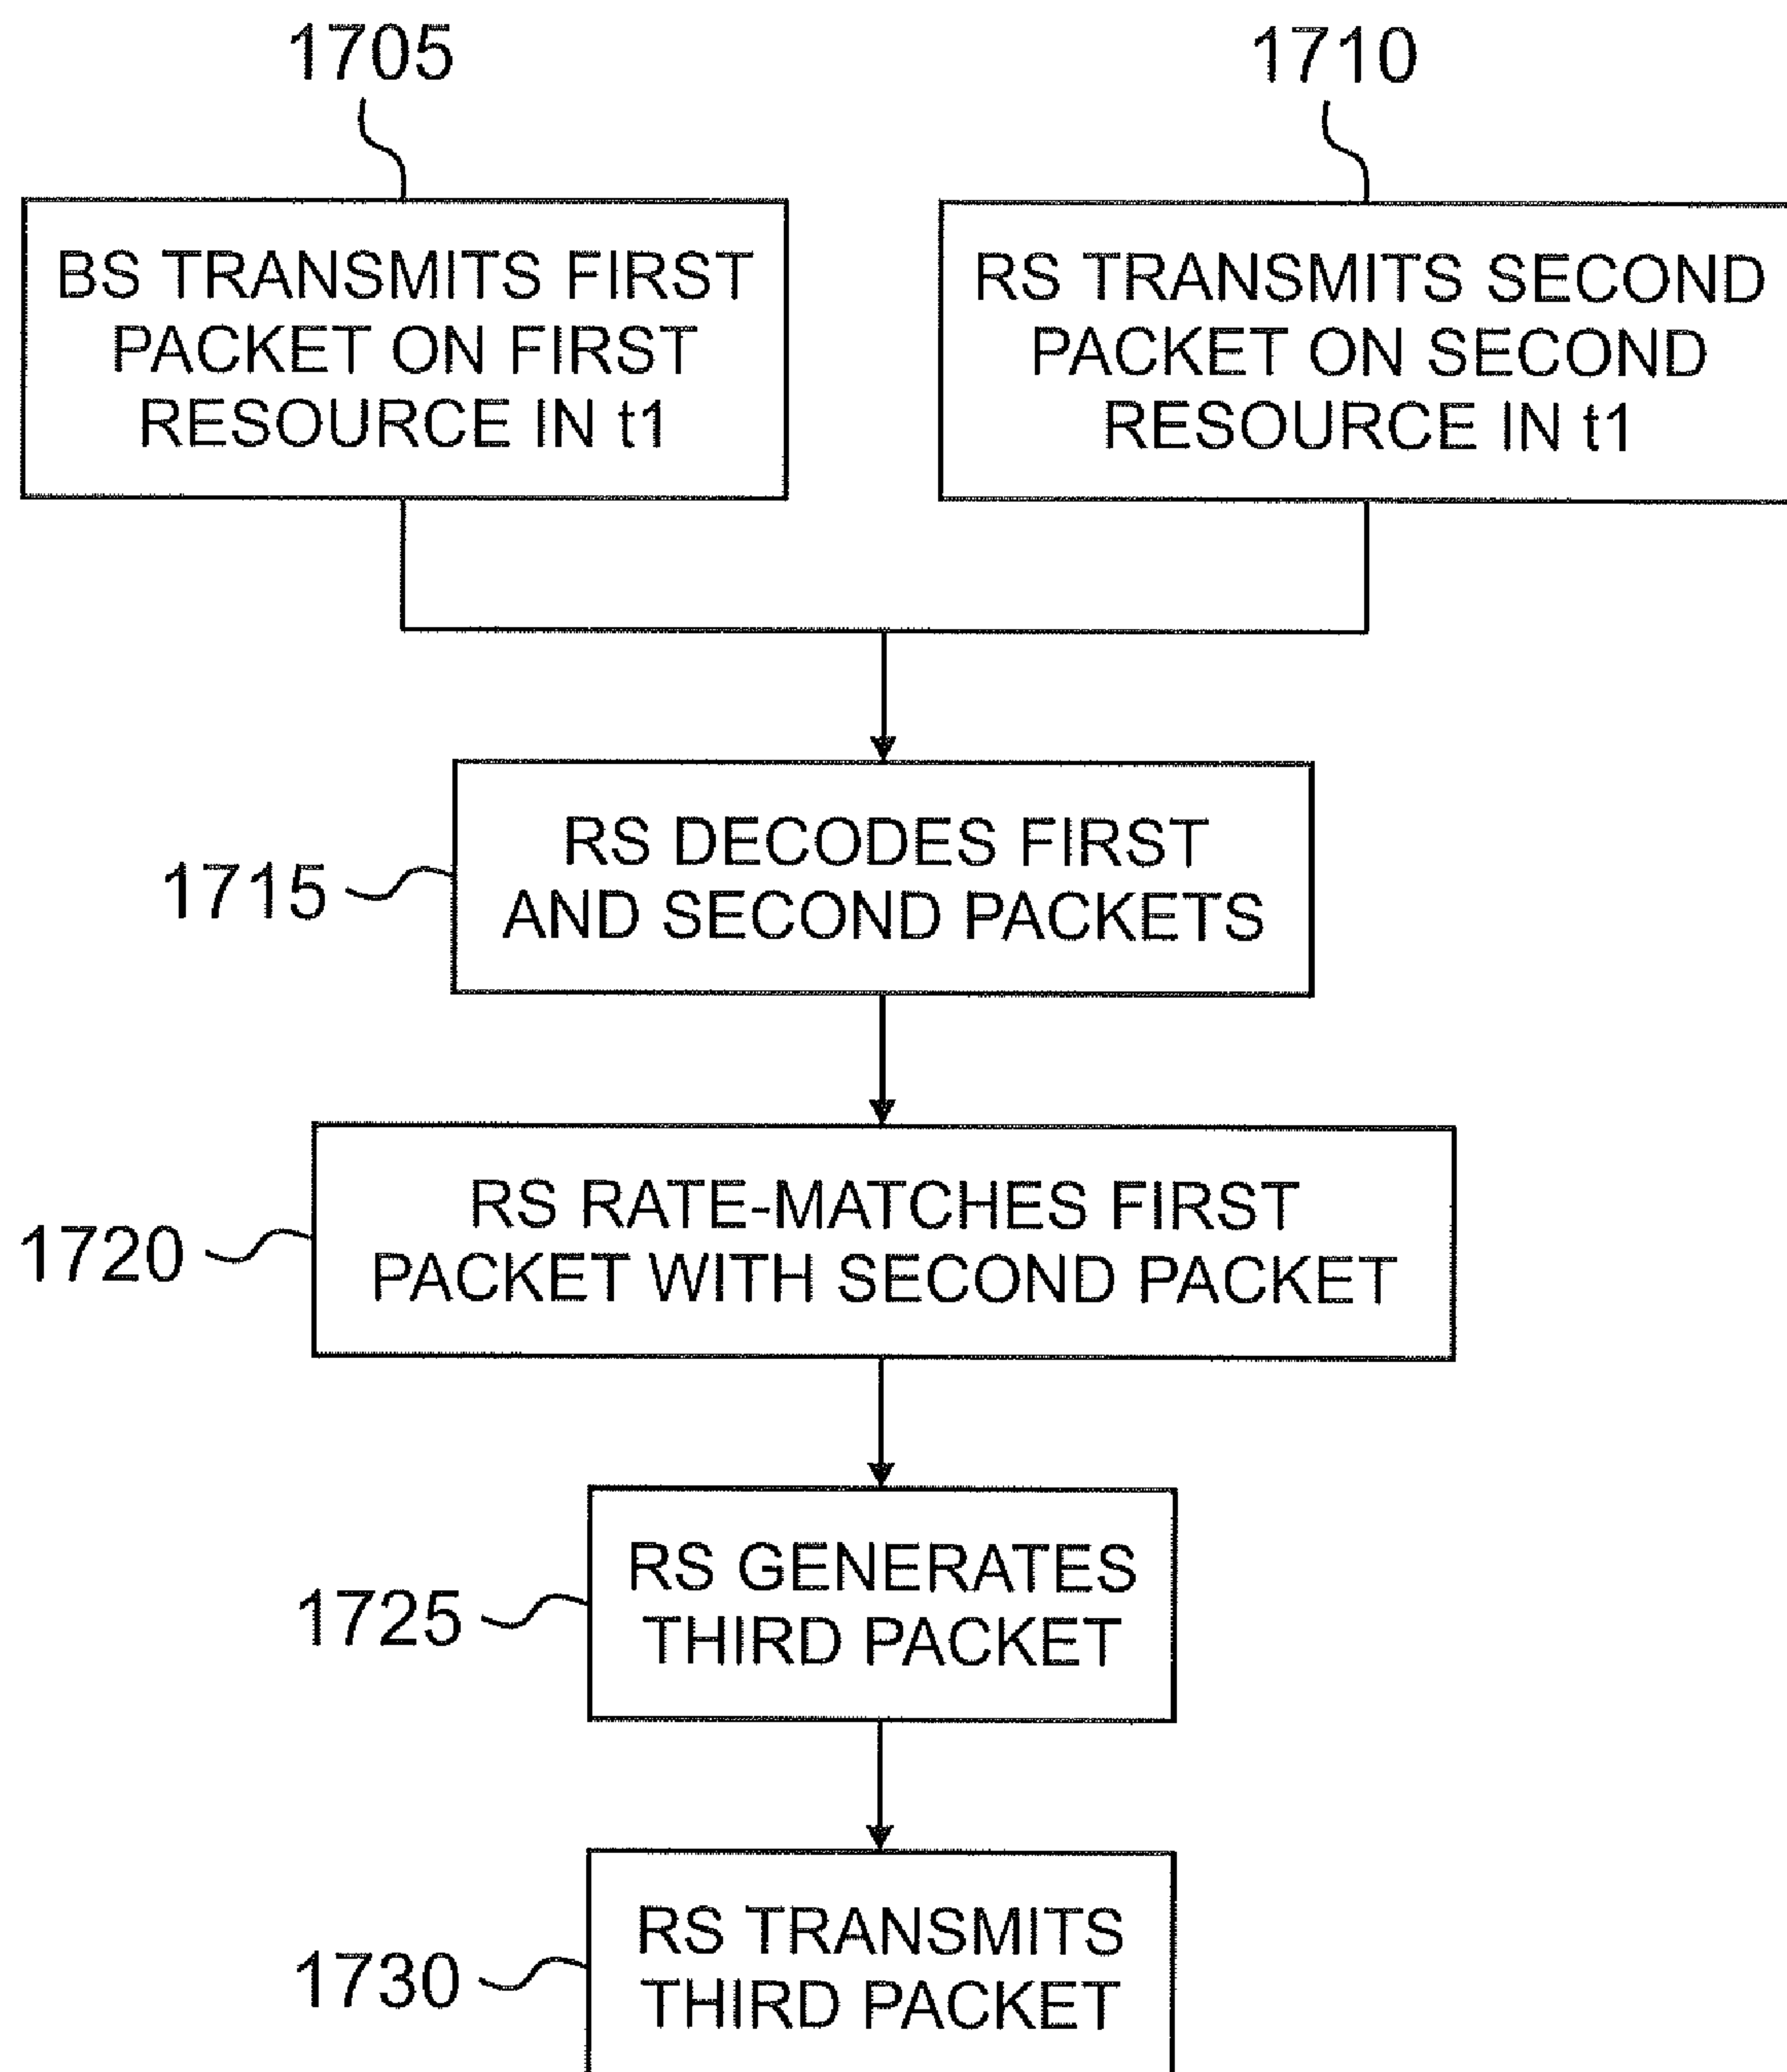 1705
1710
BS TRANSMITS FIRST
PACKET ON FIRST
RESOURCE IN t1
RS TRANSMITS SECOND
PACKET ON SECOND
RESOURCE IN t1
1715
RS DECODES FIRST
AND SECOND PACKETS
1720
RS RATE-MATCHES FIRST
PACKET WITH SECOND PACKET
1725
RS GENERATES
THIRD PACKET
1730
RS TRANSMITS
THIRD PACKET